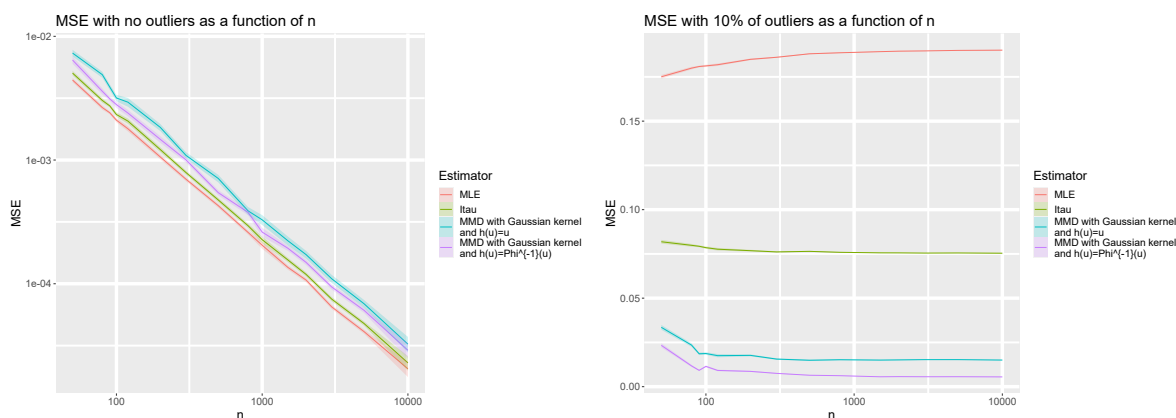 MSE with no outliers as a function of n
1e-02
1e-03
1e-04
MSE
100
1000
10000
n
Estimator
MLE
Itau
MMD with Gaussian kernel
and h(u)=u
MMD with Gaussian kernel
and h(u)=Phi^{-1}(u)
MSE with 10% of outliers as a function of n
0.15
0.10
0.05
0.00
MSE
100
1000
10000
n
Estimator
MLE
Itau
MMD with Gaussian kernel
and h(u)=u
MMD with Gaussian kernel
and h(u)=Phi^{-1}(u)